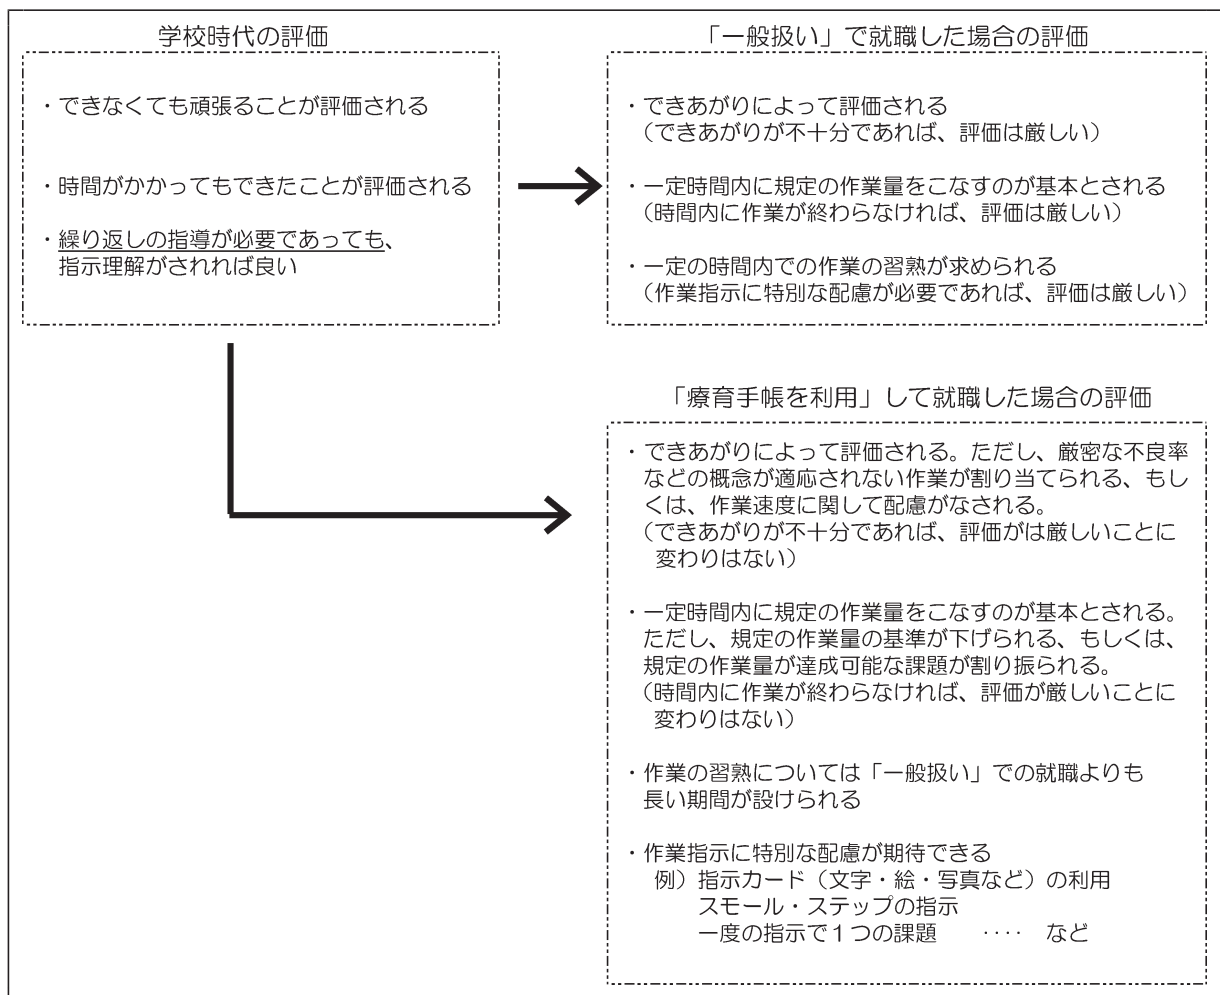 学校時代の評価
・できなくても頑張ることが評価される
・時間がかかってもできたことが評価される
・繰り返しの指導が必要であっても、
指示理解がされれば良い
「一般扱い」で就職した場合の評価
・できあがりによって評価される
（できあがりが不十分であれば、評価は厳しい）
・一定時間内に規定の作業量をこなすのが基本とされる
（時間内に作業が終わらなければ、評価は厳しい）
・一定の時間内での作業の習熟が求められる
（作業指示に特別な配慮が必要であれば、評価は厳しい）
「療育手帳を利用」して就職した場合の評価
・できあがりによって評価される。ただし、厳密な不良率
などの概念が適応されない作業が割り当てられる、もし
くは、作業速度に関して配慮がなされる。
（できあがりが不十分であれば、評価がは厳しいことに
変わりはない）
・一定時間内に規定の作業量をこなすのが基本とされる。
ただし、規定の作業量の基準が下げられる、もしくは、
規定の作業量が達成可能な課題が割り振られる。
（時間内に作業が終わらなければ、評価が厳しいことに
変わりはない）
・作業の習熟については「一般扱い」での就職よりも
長い期間が設けられる
・作業指示に特別な配慮が期待できる
例）指示カード（文字・絵・写真など）の利用
スモール・ステップの指示
一度の指示で１つの課題　‥‥　など